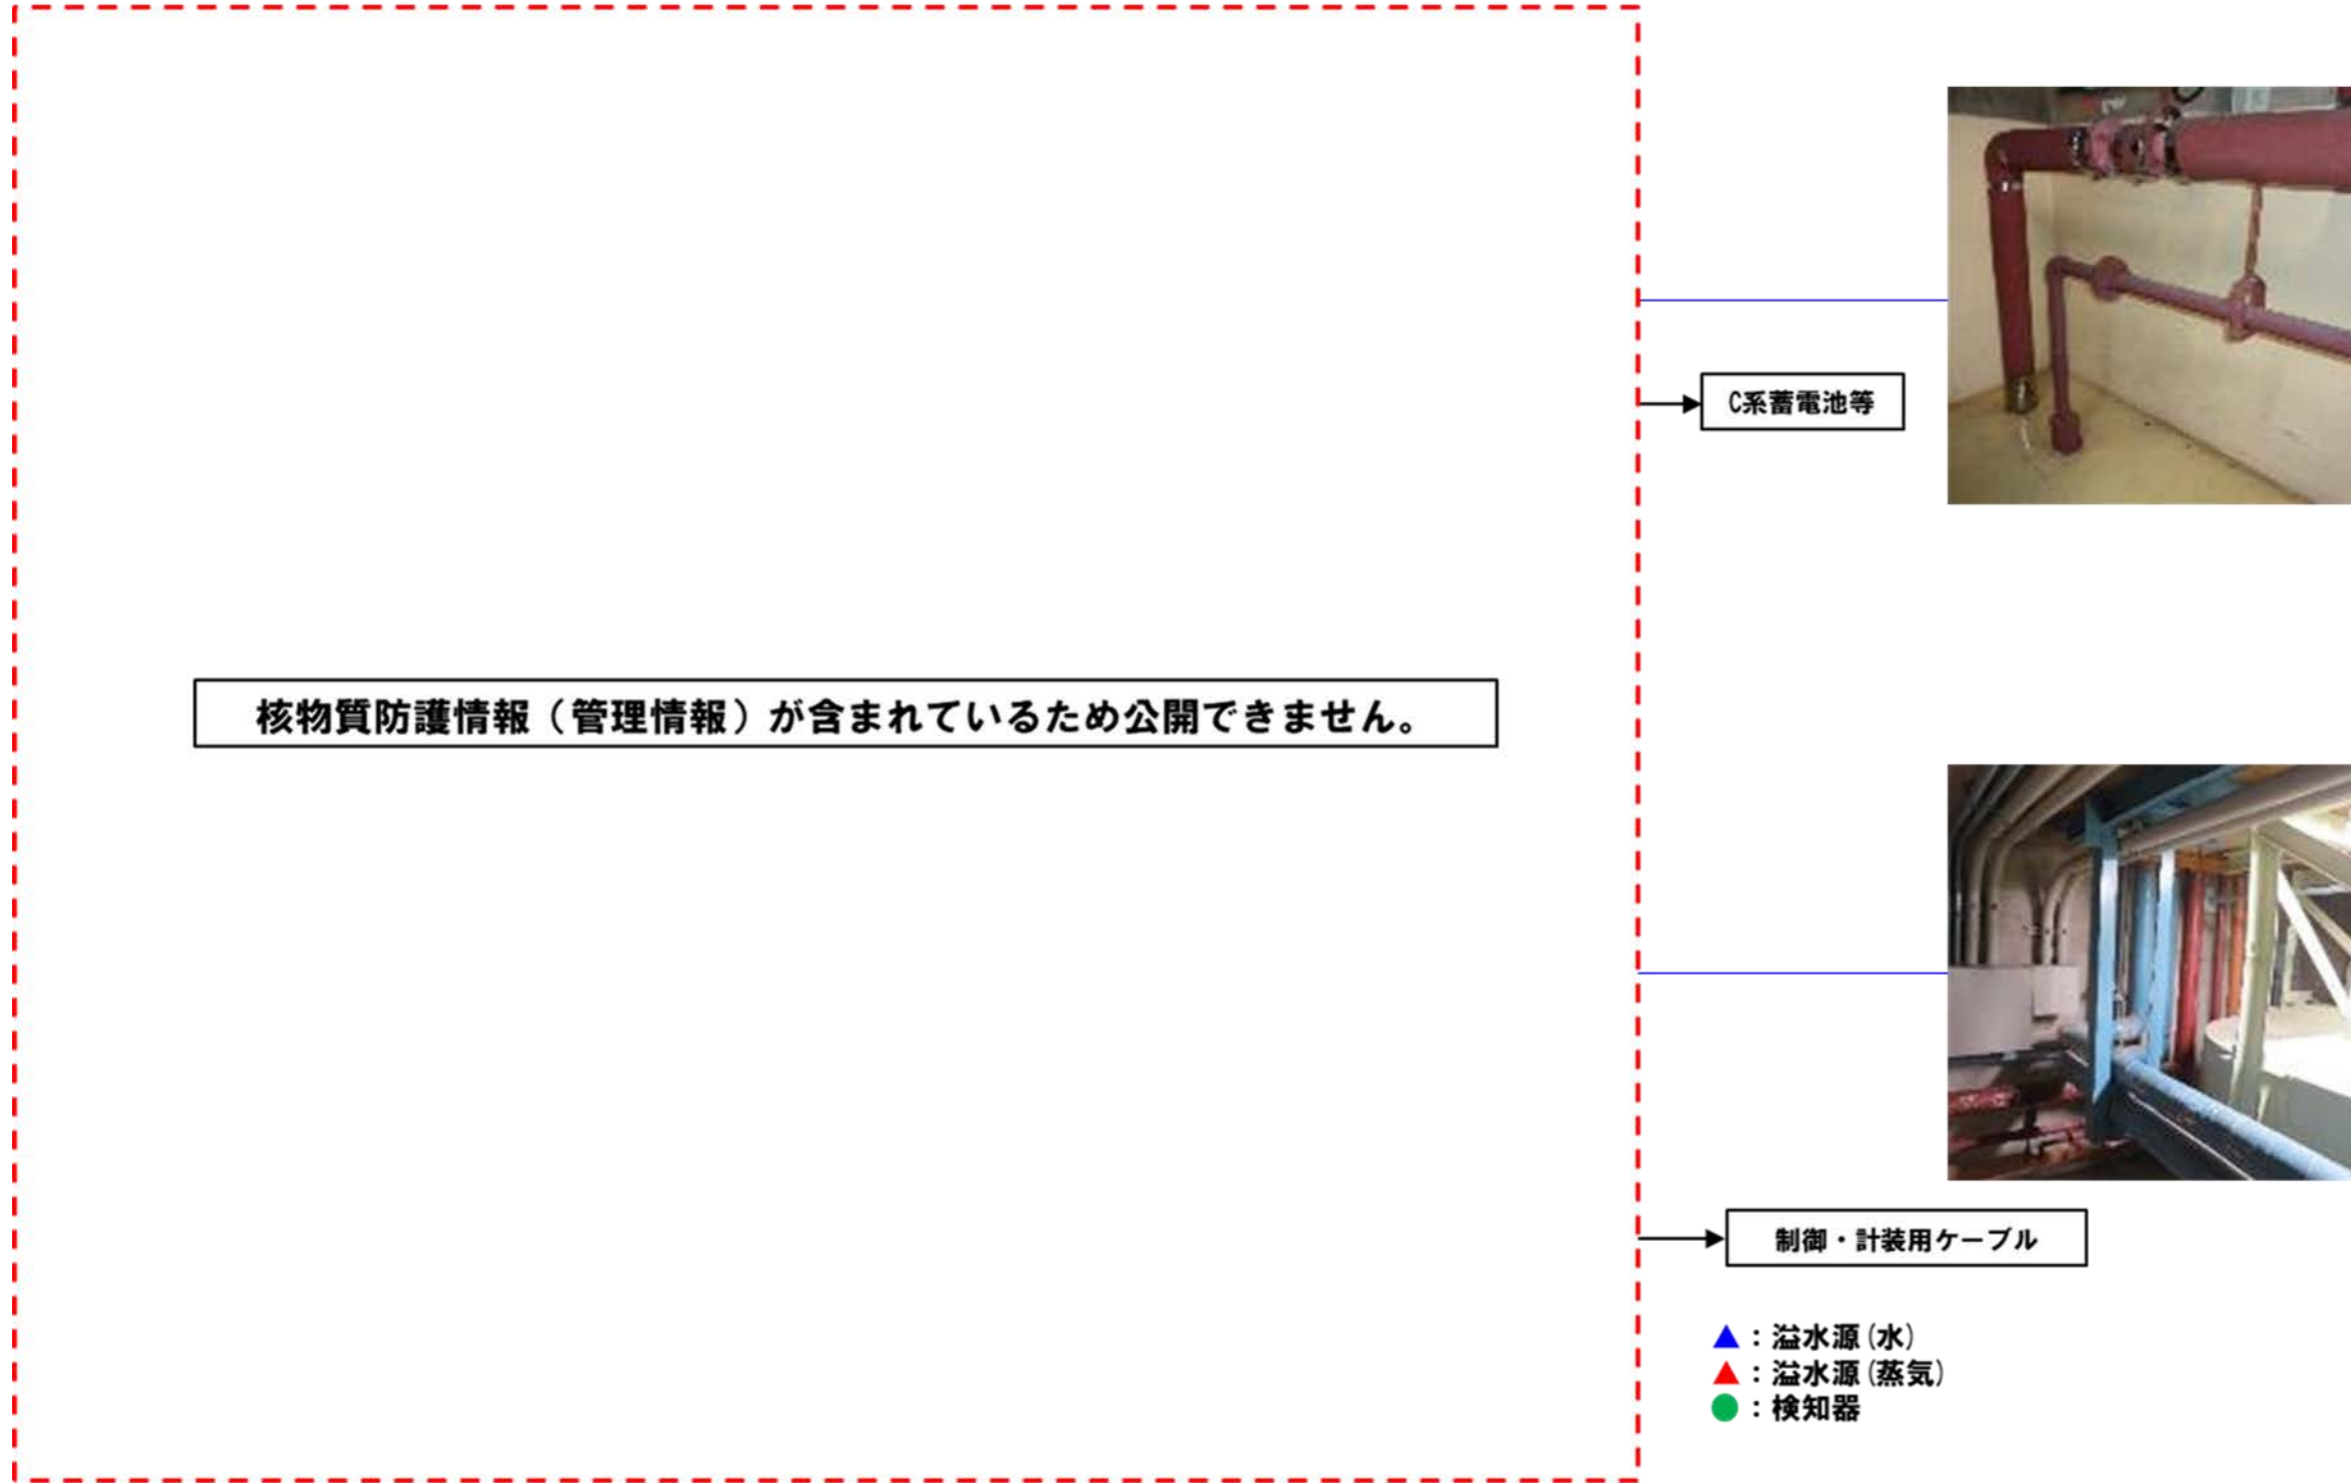 C系蓄電池等
核物質防護情報（管理情報）が含まれているため公開できません。
制御・計装用ケーブル
▲：溢水源(水)
▲：溢水源(蒸気)
●：検知器